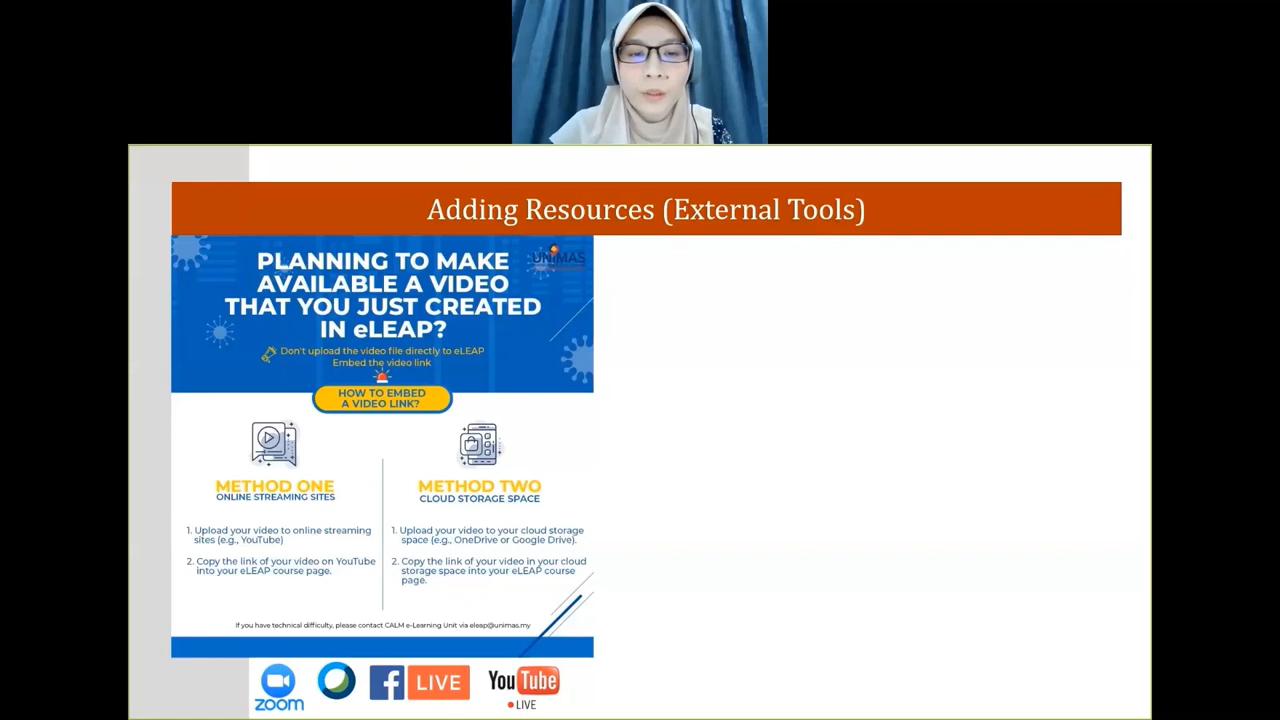 Adding Resources (External Tools)
UNIMAS
PLANNING TO MAKE
AVAILABLE A VIDEO
THAT YOU JUST CREATED
IN eLEAP?
Don't upload the video file directly to eLEAP
Embed the video link
HOW TO EMBED
A VIDEO LINK?
METHOD ONE
ONLINE STREAMING SITES
1. Upload your video to online streaming
sites (e.g., YouTube)
2. Copy the link of your video on YouTube
into your eLEAP course page.
METHOD TWO
CLOUD STORAGE SPACE
1. Upload your video to your cloud storage
space (e.g., OneDrive or Google Drive).
2. Copy the link of your video in your cloud
storage space into your eLEAP course
page.
If you have technical difficulty, please contact CALM e-Learning Unit via eleap@unimas.my
zoom
f LIVE
YouTube
LIVE